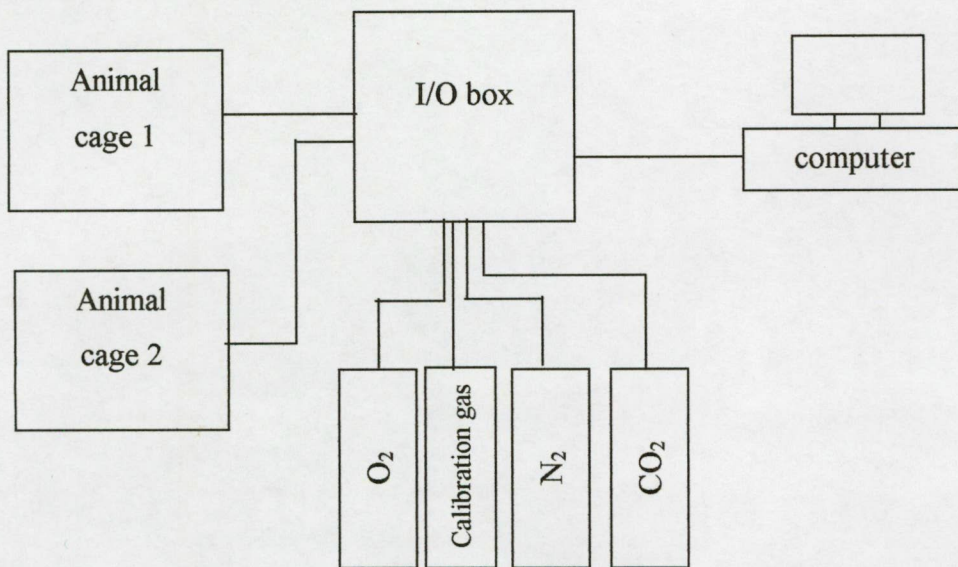 Animal
cage 1
I/O box
computer
Animal
cage 2
O₂
Calibration gas
N₂
CO₂